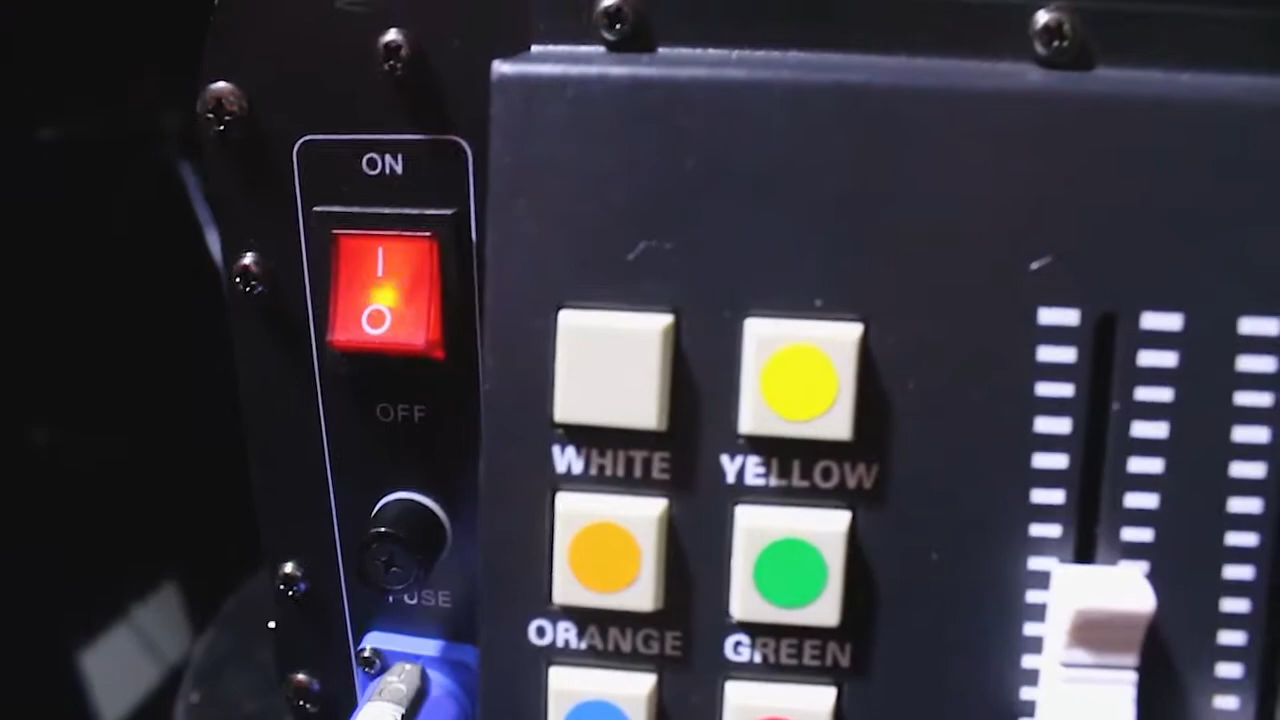 ON
I
O
OFF
FUSE
WHITE
YELLOW
ORANGE
GREEN